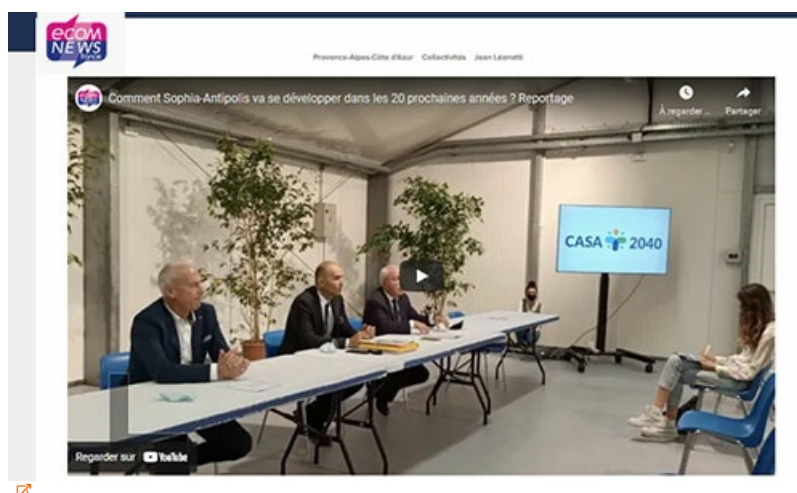 ecom
NEWS
france
Provence-Alpes-Côte d'Azur Collectivités Jean Léonetti
Comment Sophia-Antipolis va se développer dans les 20 prochaines années ? Reportage
À regarder ... Partager
CASA 2040
Regarder sur YouTube